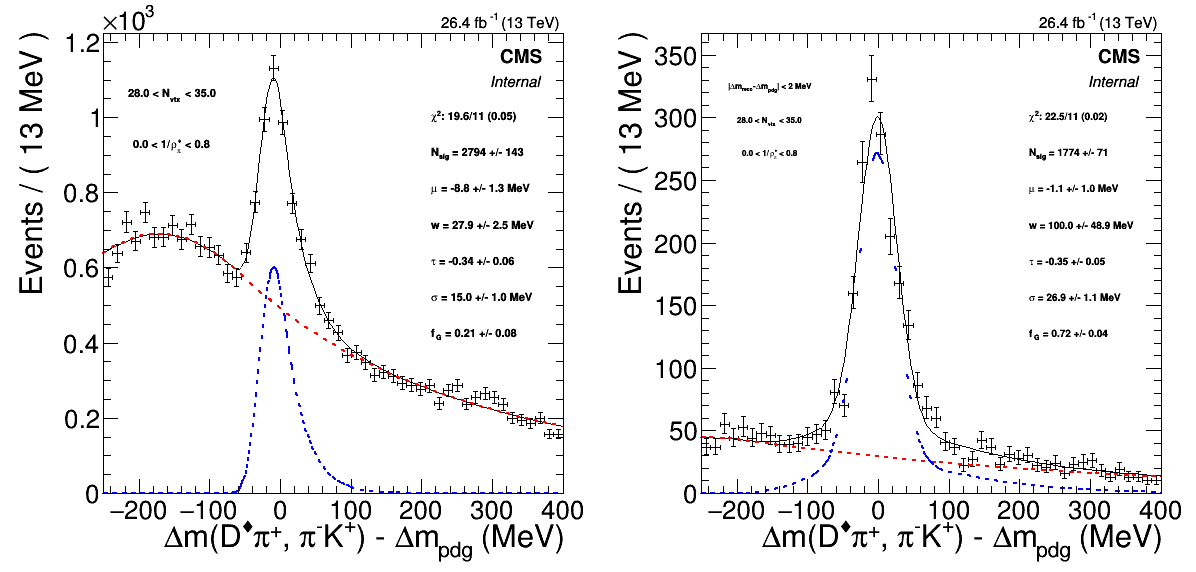 ×10³
26.4 fb⁻¹ (13 TeV)
CMS
Internal
28.0 < N_vtx < 35.0
0.0 < 1/ρ_π^♦ < 0.8
χ²: 19.6/11 (0.05)
N_sig = 2794 +/- 143
μ = -8.8 +/- 1.3 MeV
w = 27.9 +/- 2.5 MeV
τ = -0.34 +/- 0.06
σ = 15.0 +/- 1.0 MeV
f_G = 0.21 +/- 0.08
Events / ( 13 MeV )
1.2
1
0.8
0.6
0.4
0.2
0
−200 −100 0 100 200 300 400
Δm(D^♦π⁺, π⁻K⁺) - Δm_pdg (MeV)
26.4 fb⁻¹ (13 TeV)
CMS
Internal
|Δm_reco-Δm_pdg| < 2 MeV
28.0 < N_vtx < 35.0
0.0 < 1/ρ_π^♦ < 0.8
χ²: 22.5/11 (0.02)
N_sig = 1774 +/- 71
μ = -1.1 +/- 1.0 MeV
w = 100.0 +/- 48.9 MeV
τ = -0.35 +/- 0.05
σ = 26.9 +/- 1.1 MeV
f_G = 0.72 +/- 0.04
Events / ( 13 MeV )
350
300
250
200
150
100
50
0
−200 −100 0 100 200 300 400
Δm(D^♦π⁺, π⁻K⁺) - Δm_pdg (MeV)